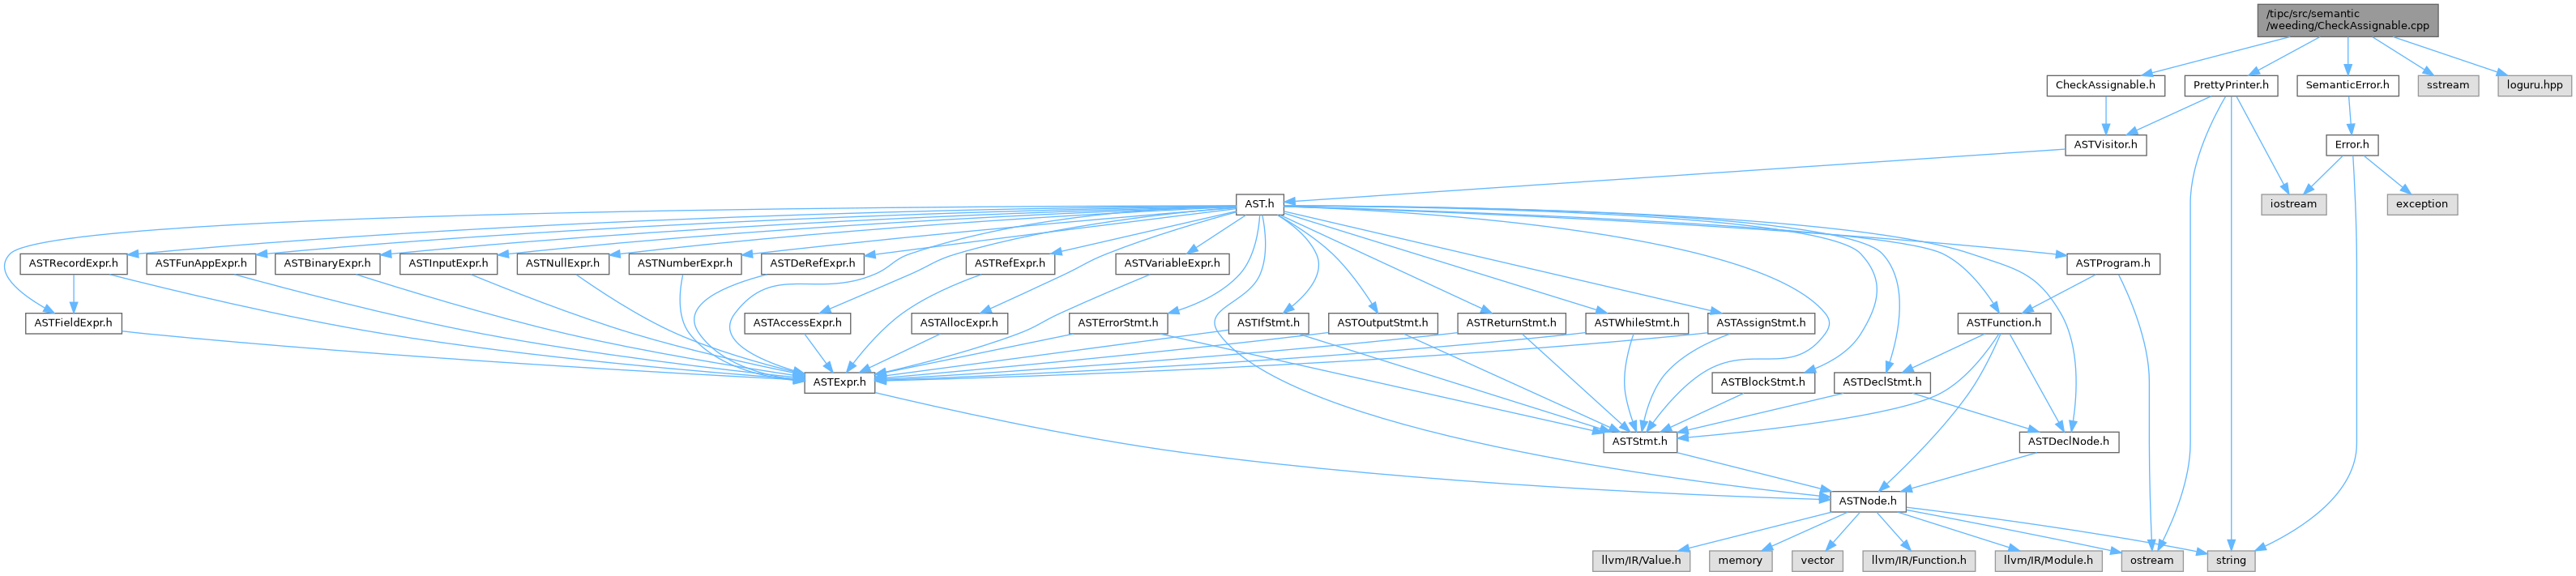 /tipc/src/semantic
/weeding/CheckAssignable.cpp
CheckAssignable.h
PrettyPrinter.h
SemanticError.h
sstream
loguru.hpp
ASTVisitor.h
Error.h
AST.h
iostream
exception
ASTRecordExpr.h
ASTFunAppExpr.h
ASTBinaryExpr.h
ASTInputExpr.h
ASTNullExpr.h
ASTNumberExpr.h
ASTDeRefExpr.h
ASTRefExpr.h
ASTVariableExpr.h
ASTProgram.h
ASTFieldExpr.h
ASTAccessExpr.h
ASTAllocExpr.h
ASTErrorStmt.h
ASTIfStmt.h
ASTOutputStmt.h
ASTReturnStmt.h
ASTWhileStmt.h
ASTAssignStmt.h
ASTFunction.h
ASTExpr.h
ASTBlockStmt.h
ASTDeclStmt.h
ASTStmt.h
ASTDeclNode.h
ASTNode.h
llvm/IR/Value.h
memory
vector
llvm/IR/Function.h
llvm/IR/Module.h
ostream
string